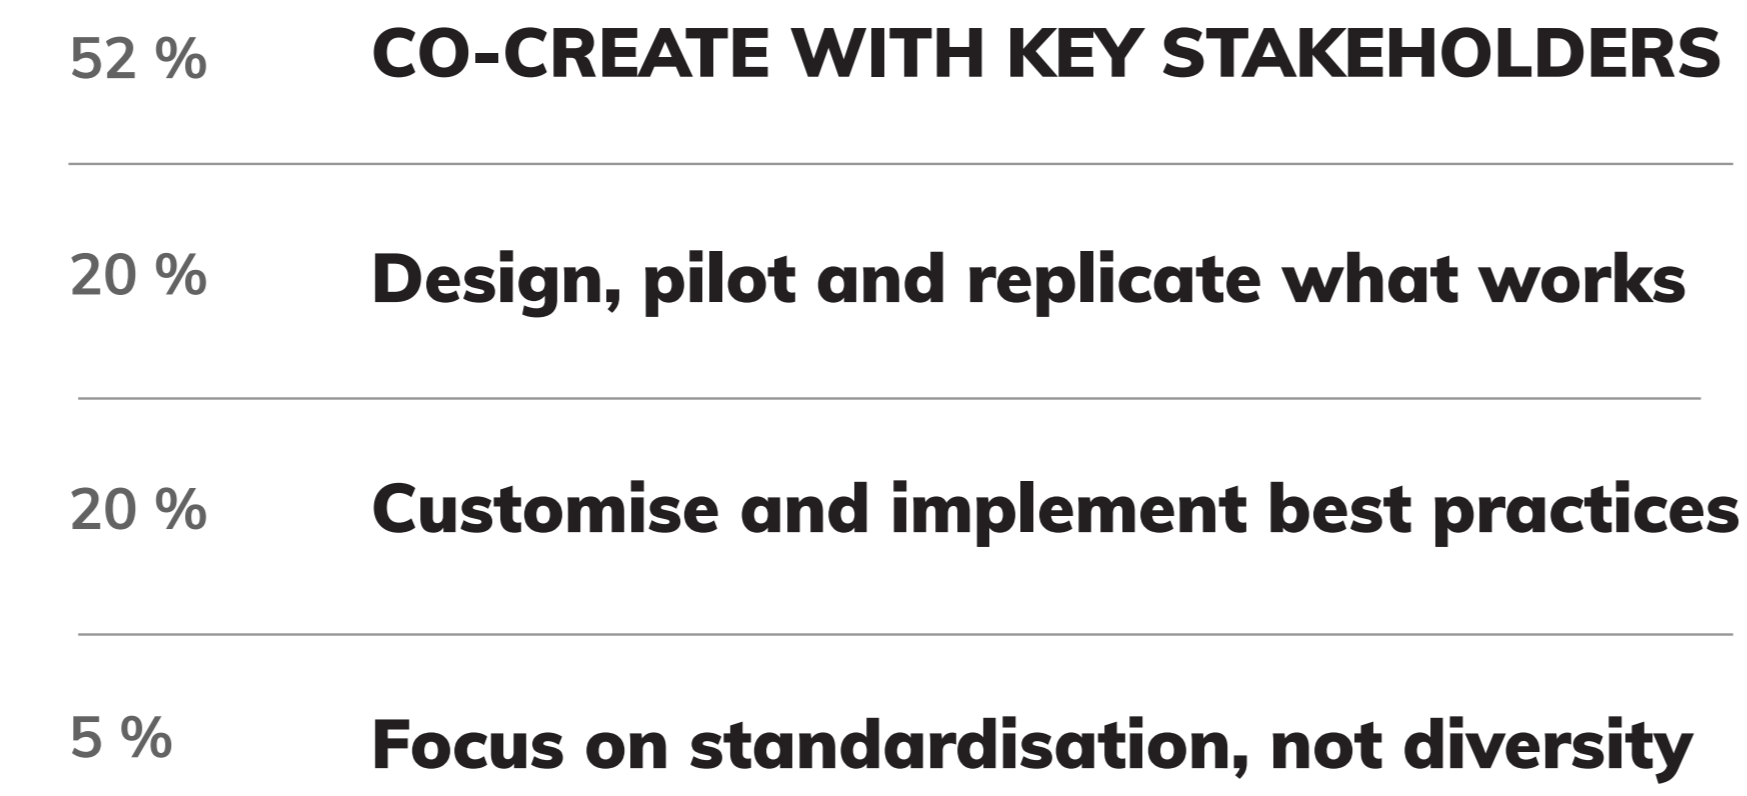 52 % CO-CREATE WITH KEY STAKEHOLDERS
20 % Design, pilot and replicate what works
20 % Customise and implement best practices
5 % Focus on standardisation, not diversity